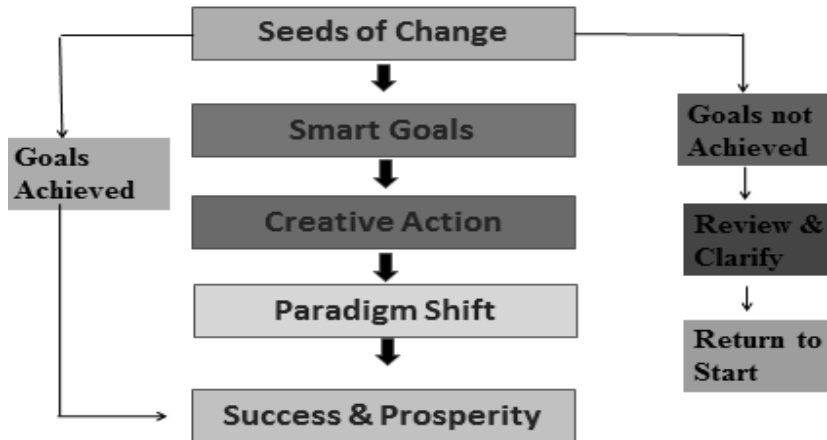 Seeds of Change
Smart Goals
Creative Action
Paradigm Shift
Success & Prosperity
Goals
Achieved
Goals not
Achieved
Review &
Clarify
Return to
Start